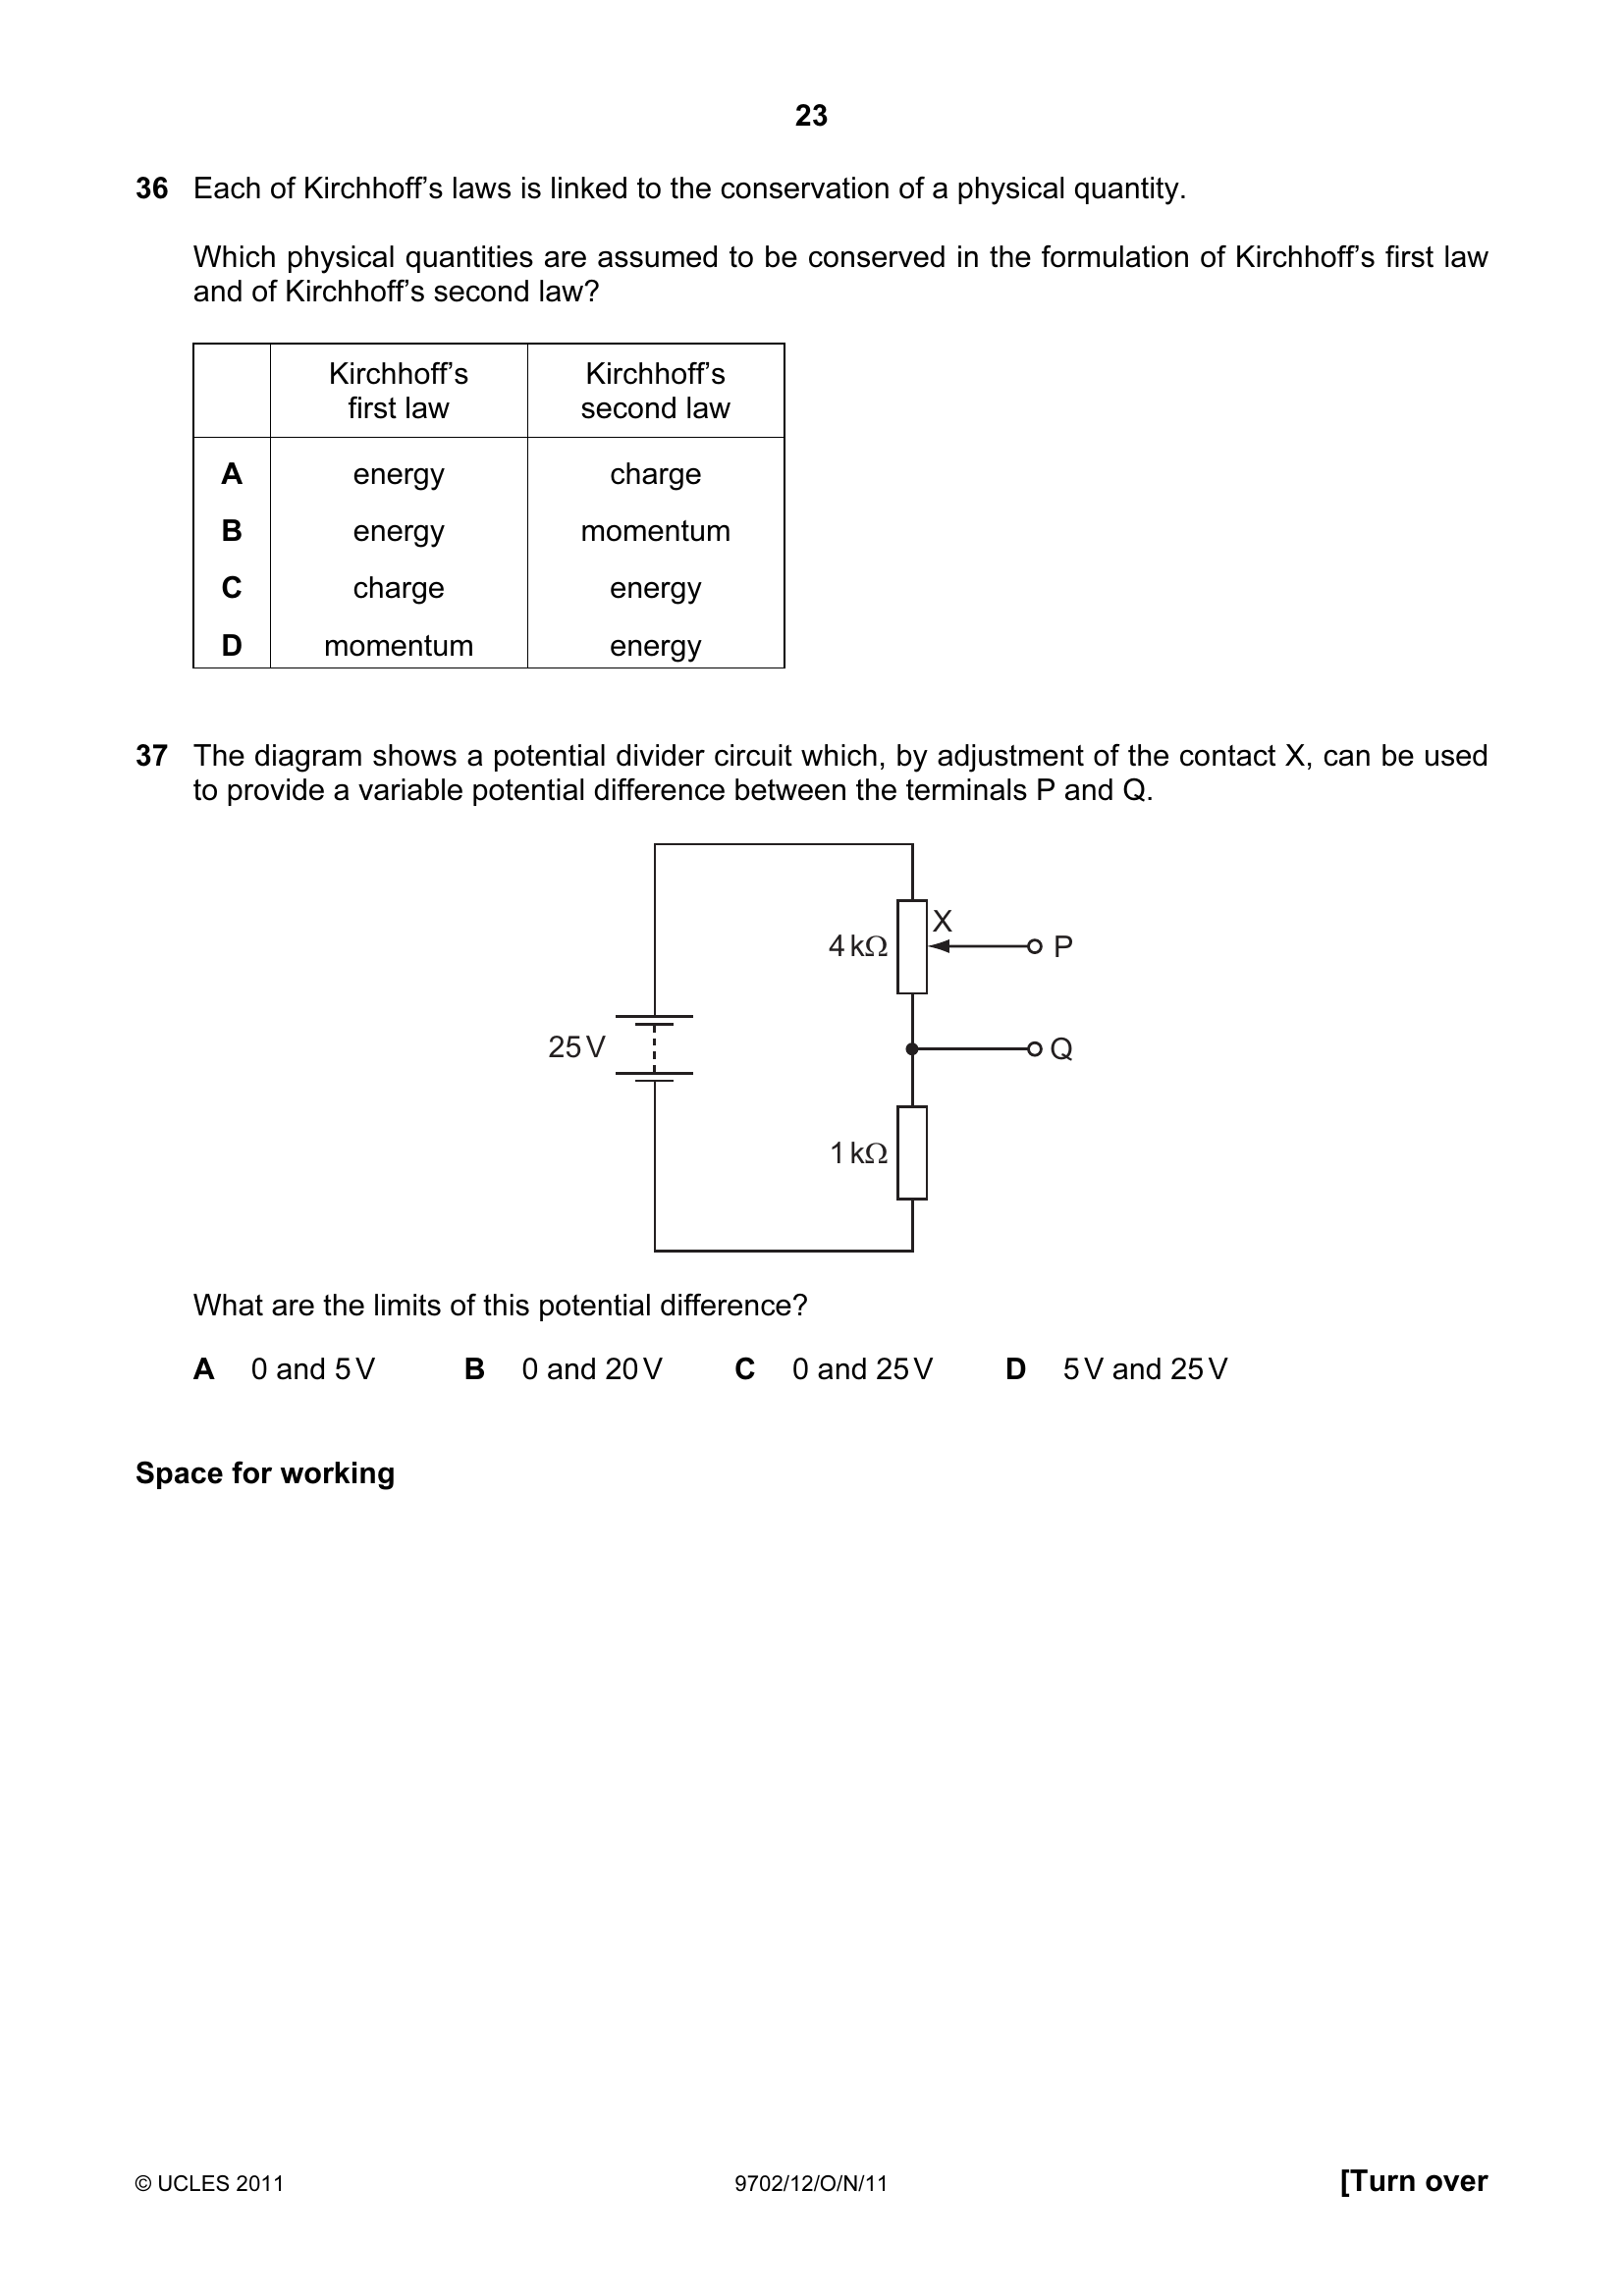 23
36 Each of Kirchhoff’s laws is linked to the conservation of a physical quantity.
Which physical quantities are assumed to be conserved in the formulation of Kirchhoff’s first law
and of Kirchhoff’s second law?
Kirchhoff’s first law Kirchhoff’s second law
A energy charge
B energy momentum
C charge energy
D momentum energy
37 The diagram shows a potential divider circuit which, by adjustment of the contact X, can be used
to provide a variable potential difference between the terminals P and Q.
X
4 kΩ P
25 V Q
1 kΩ
What are the limits of this potential difference?
A 0 and 5 V B 0 and 20 V C 0 and 25 V D 5 V and 25 V
Space for working
© UCLES 2011 9702/12/O/N/11 [Turn over